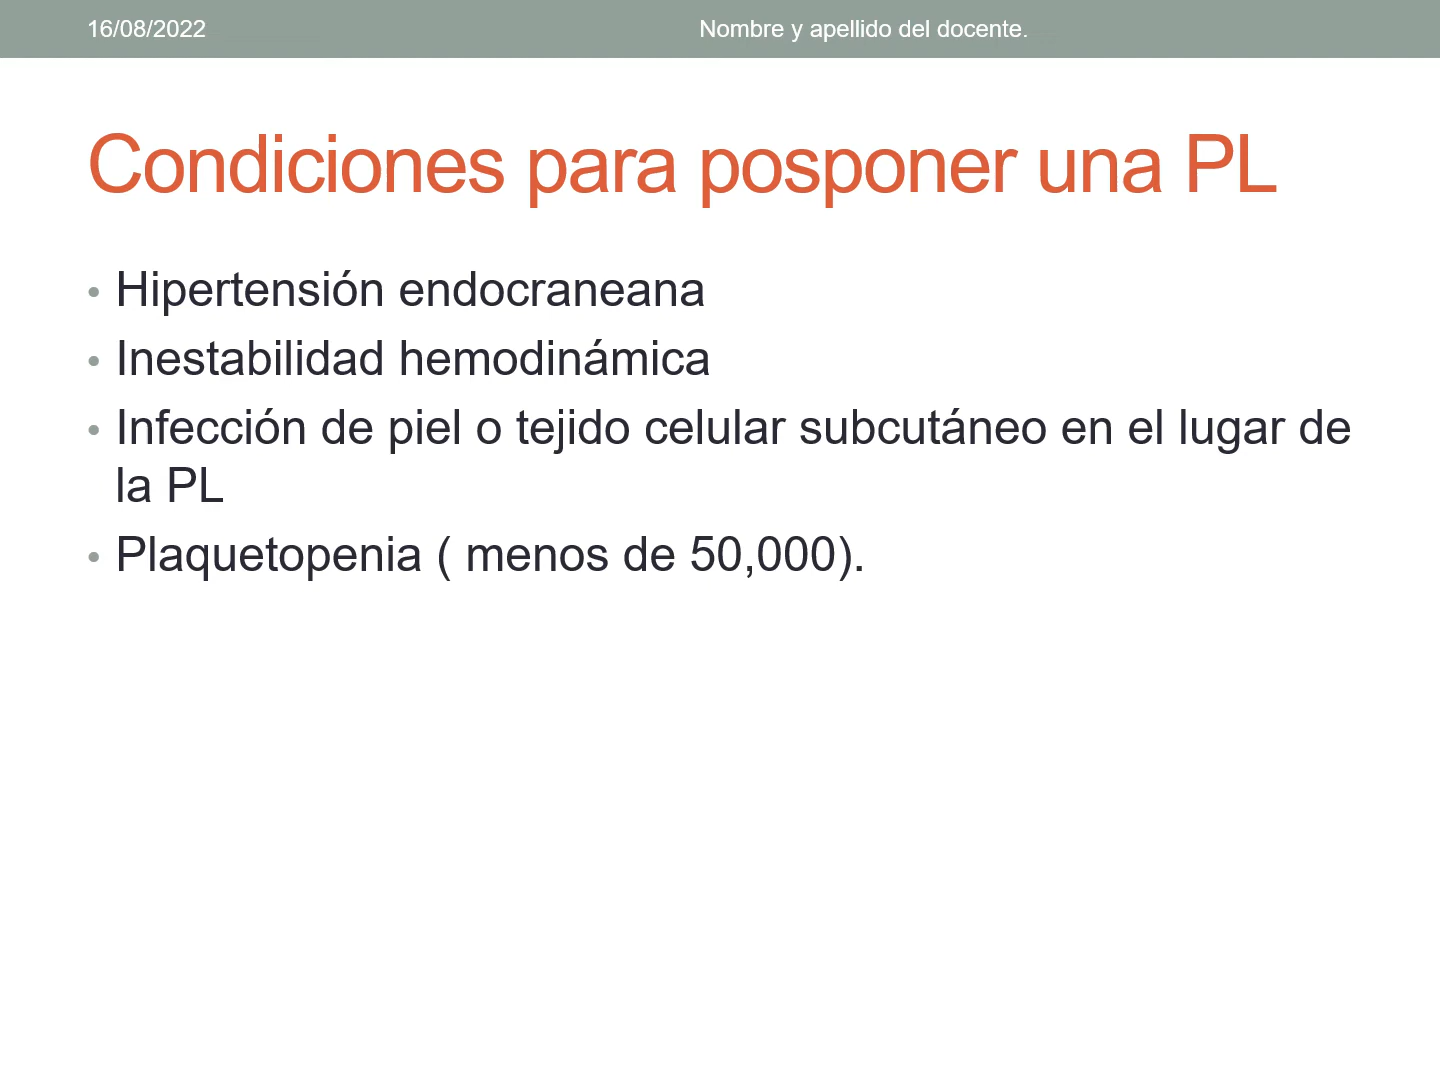 16/08/2022
Nombre y apellido del docente.
Condiciones para posponer una PL
• Hipertensión endocraneana
• Inestabilidad hemodinámica
• Infección de piel o tejido celular subcutáneo en el lugar de
la PL
• Plaquetopenia ( menos de 50,000).